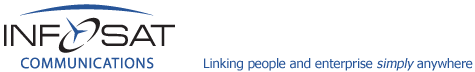 INFOSAT
COMMUNICATIONS
Linking people and enterprise simply anywhere